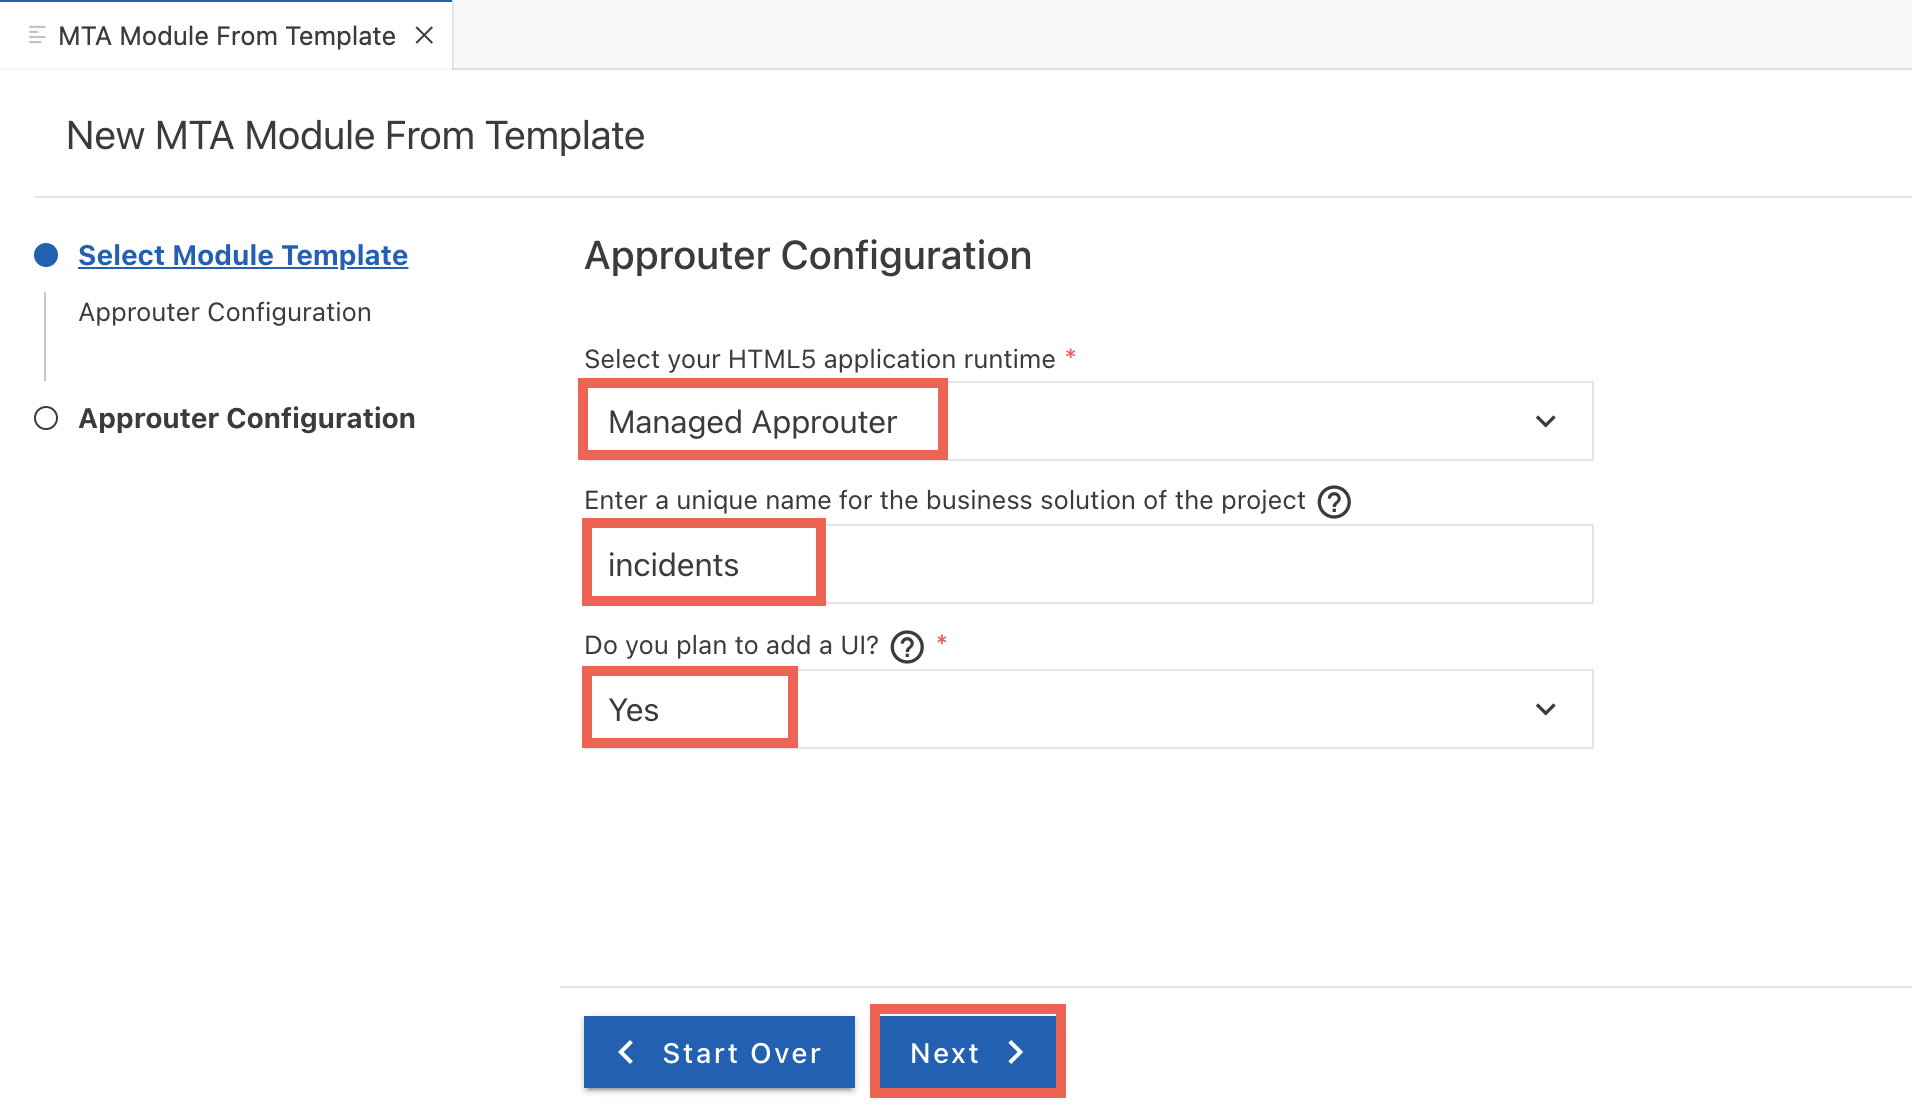 MTA Module From Template
New MTA Module From Template
Select Module Template
Approuter Configuration
Approuter Configuration
Approuter Configuration
Select your HTML5 application runtime *
Managed Approuter
Enter a unique name for the business solution of the project ?
incidents
Do you plan to add a UI? ? *
Yes
Start Over
Next